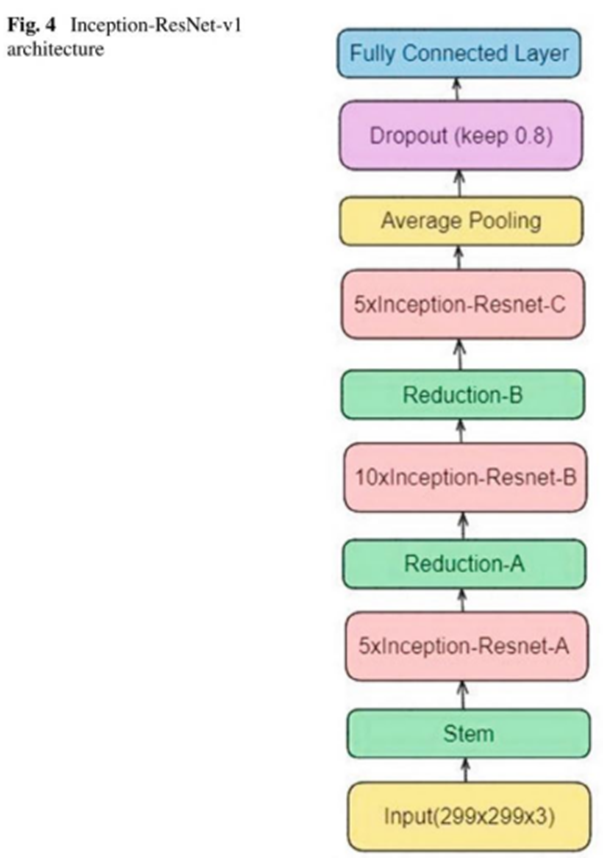 Fig. 4 Inception-ResNet-v1
architecture
Fully Connected Layer
Dropout (keep 0.8)
Average Pooling
5xInception-Resnet-C
Reduction-B
10xInception-Resnet-B
Reduction-A
5xInception-Resnet-A
Stem
Input(299x299x3)